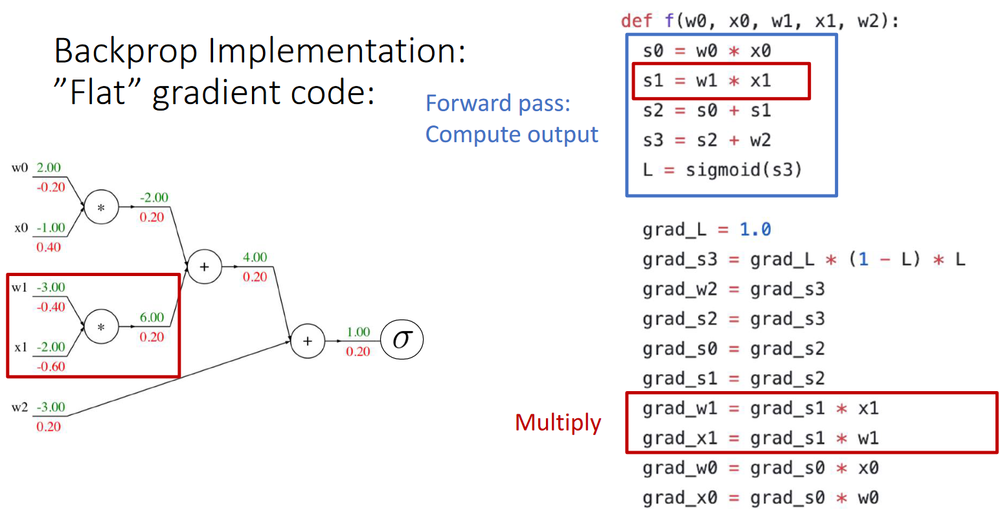 Backprop Implementation:
”Flat” gradient code:
Forward pass:
Compute output
def f(w0, x0, w1, x1, w2):
s0 = w0 * x0
s1 = w1 * x1
s2 = s0 + s1
s3 = s2 + w2
L = sigmoid(s3)
grad_L = 1.0
grad_s3 = grad_L * (1 - L) * L
grad_w2 = grad_s3
grad_s2 = grad_s3
grad_s0 = grad_s2
grad_s1 = grad_s2
Multiply
grad_w1 = grad_s1 * x1
grad_x1 = grad_s1 * w1
grad_w0 = grad_s0 * x0
grad_x0 = grad_s0 * w0
w0 2.00
-0.20
*
-2.00
0.20
x0 -1.00
0.40
+
4.00
0.20
w1 -3.00
-0.40
*
6.00
0.20
x1 -2.00
-0.60
+
1.00
0.20
σ
w2 -3.00
0.20